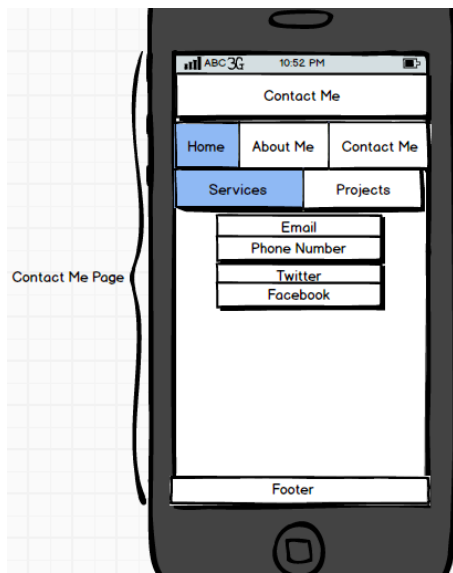 ABC 3G 10:52 PM
Contact Me
Home About Me Contact Me
Services Projects
Email
Phone Number
Contact Me Page
Twitter
Facebook
Footer